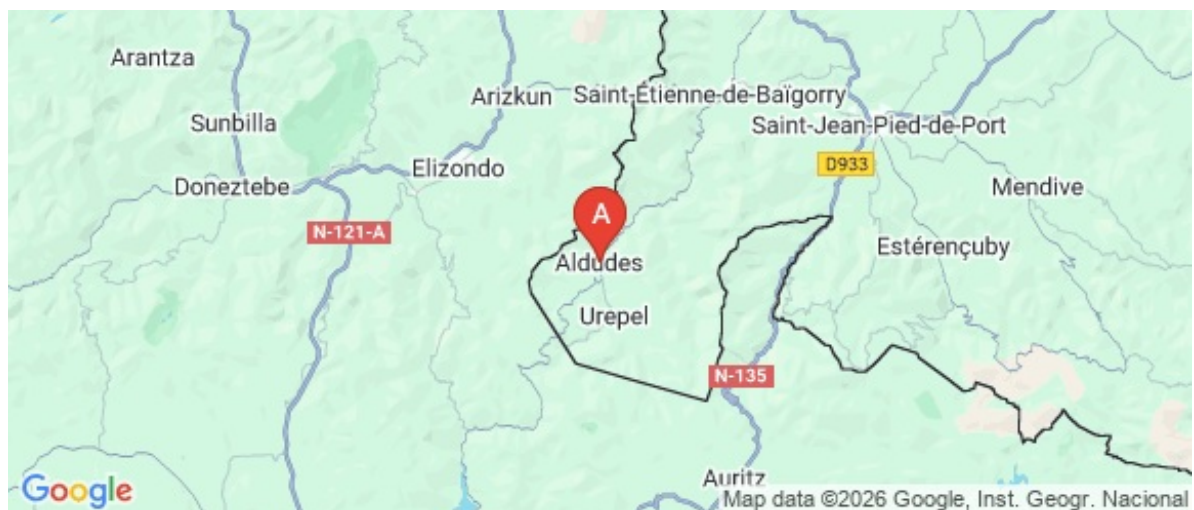 Arantza
Sunbilla
Arizkun
Saint-Étienne-de-Baïgorry
Saint-Jean-Pied-de-Port
Elizondo
D933
Doneztebe
Mendive
A
N-121-A
Estérençuby
Aldudes
Urepel
N-135
Auritz
Google
Map data ©2026 Google, Inst. Geogr. Nacional